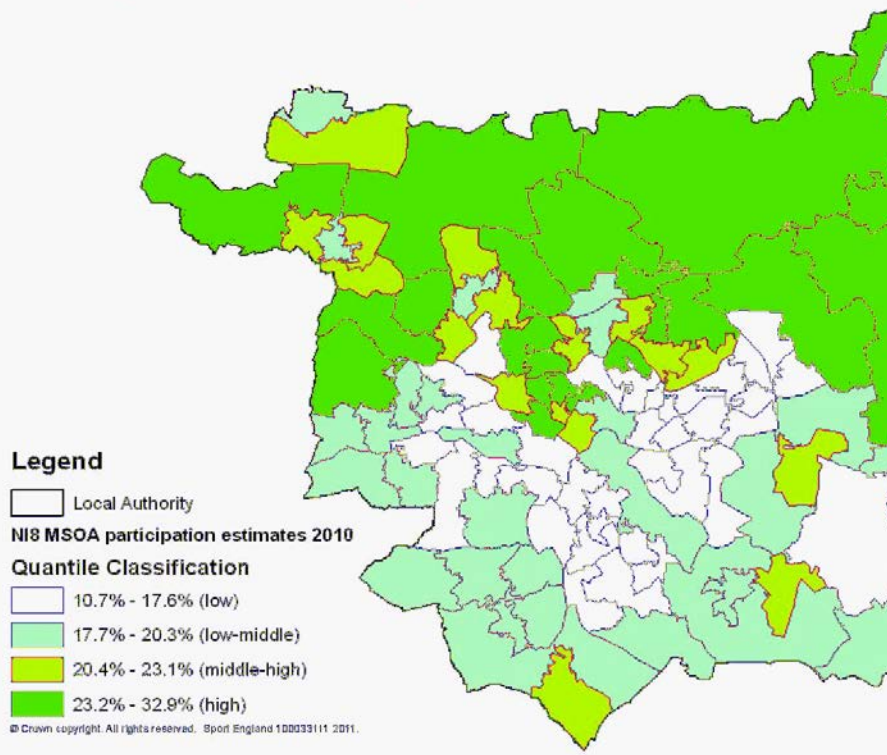 Legend
Local Authority
NI8 MSOA participation estimates 2010
Quantile Classification
10.7% - 17.6% (low)
17.7% - 20.3% (low-middle)
20.4% - 23.1% (middle-high)
23.2% - 32.9% (high)
© Crown copyright. All rights reserved. Sport England 100033111 2011.